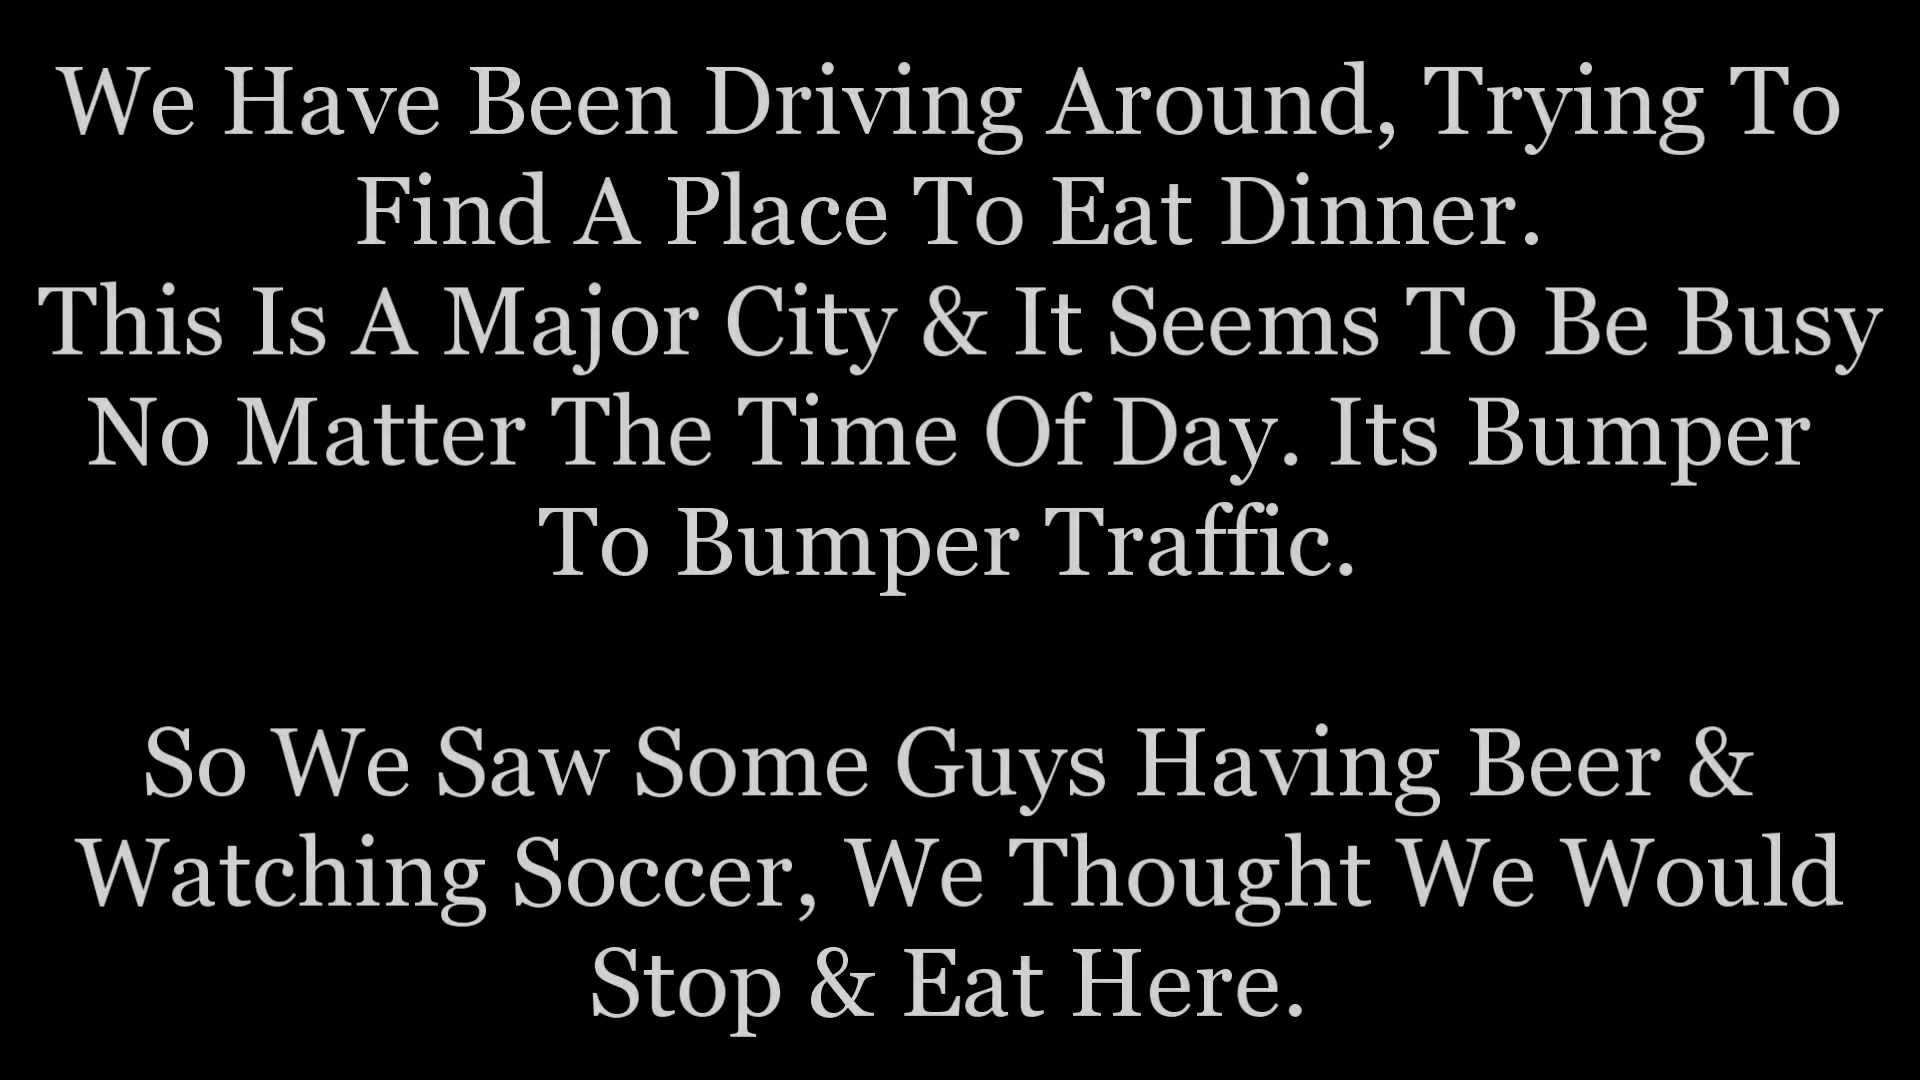 We Have Been Driving Around, Trying To
Find A Place To Eat Dinner.
This Is A Major City & It Seems To Be Busy
No Matter The Time Of Day. Its Bumper
To Bumper Traffic.
So We Saw Some Guys Having Beer &
Watching Soccer, We Thought We Would
Stop & Eat Here.